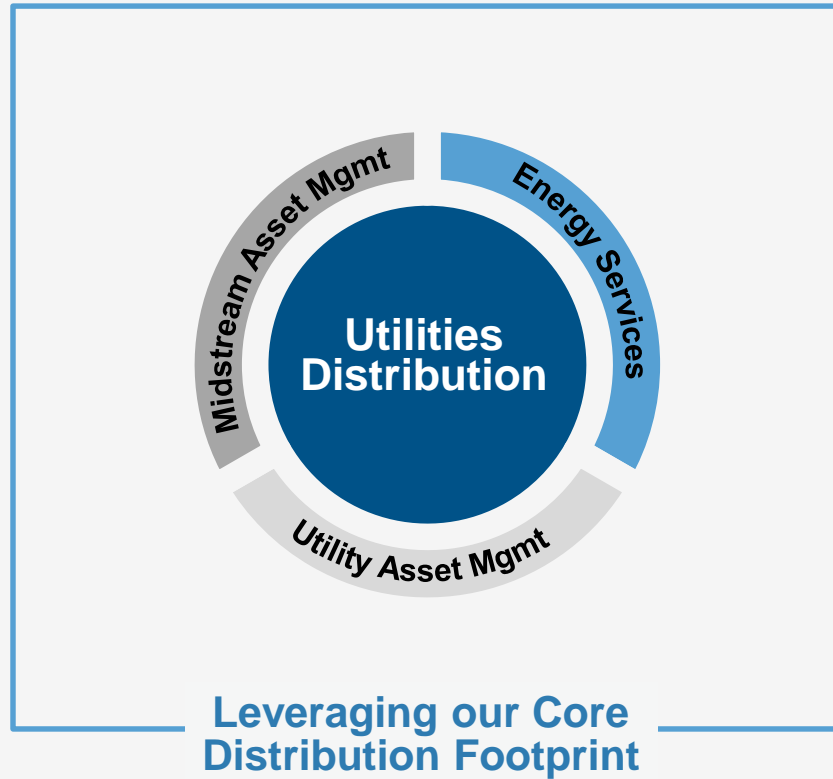 Midstream Asset Mgmt
Energy Services
Utilities
Distribution
Utility Asset Mgmt
Leveraging our Core
Distribution Footprint